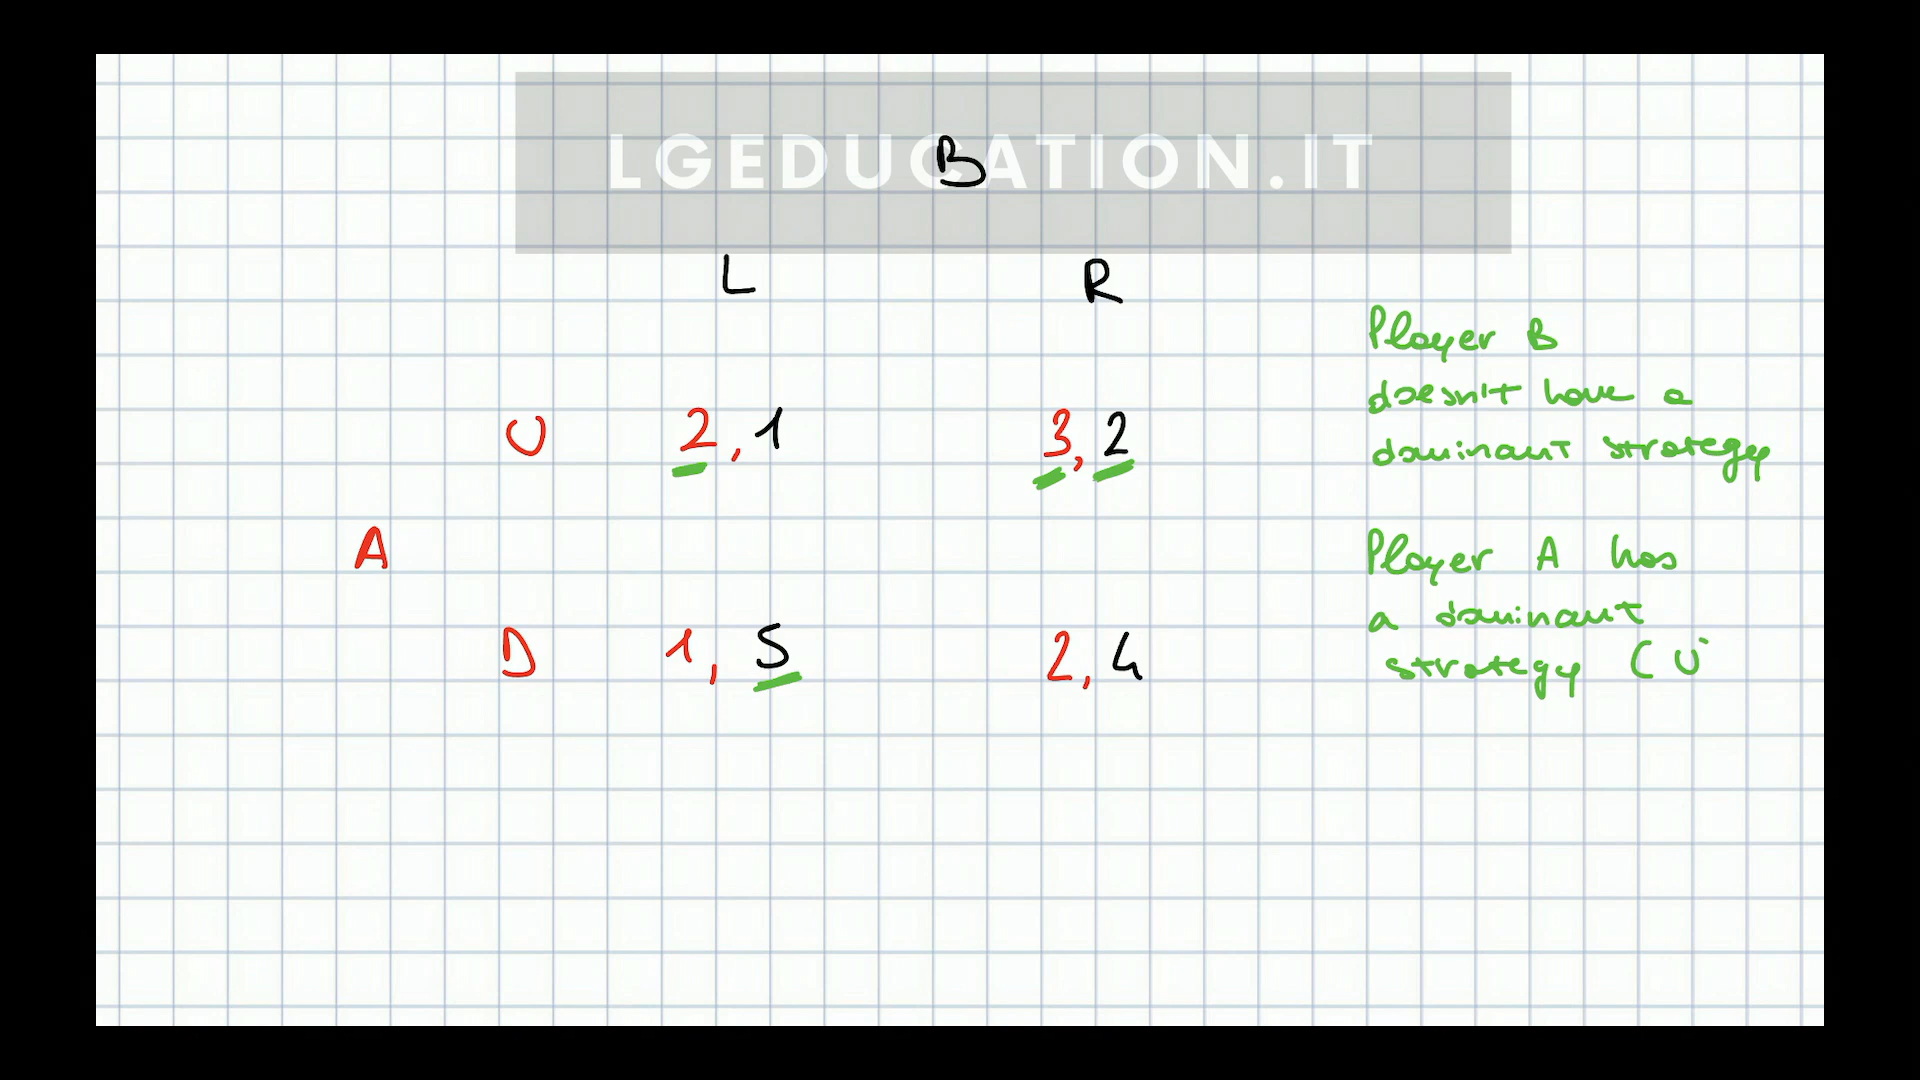 LGEDUCATION.IT
B
L R
Player B
doesn't have a
dominant strategy
U 2,1 3,2
A
Player A has
a dominant
D 1,5 2,4
strategy (U